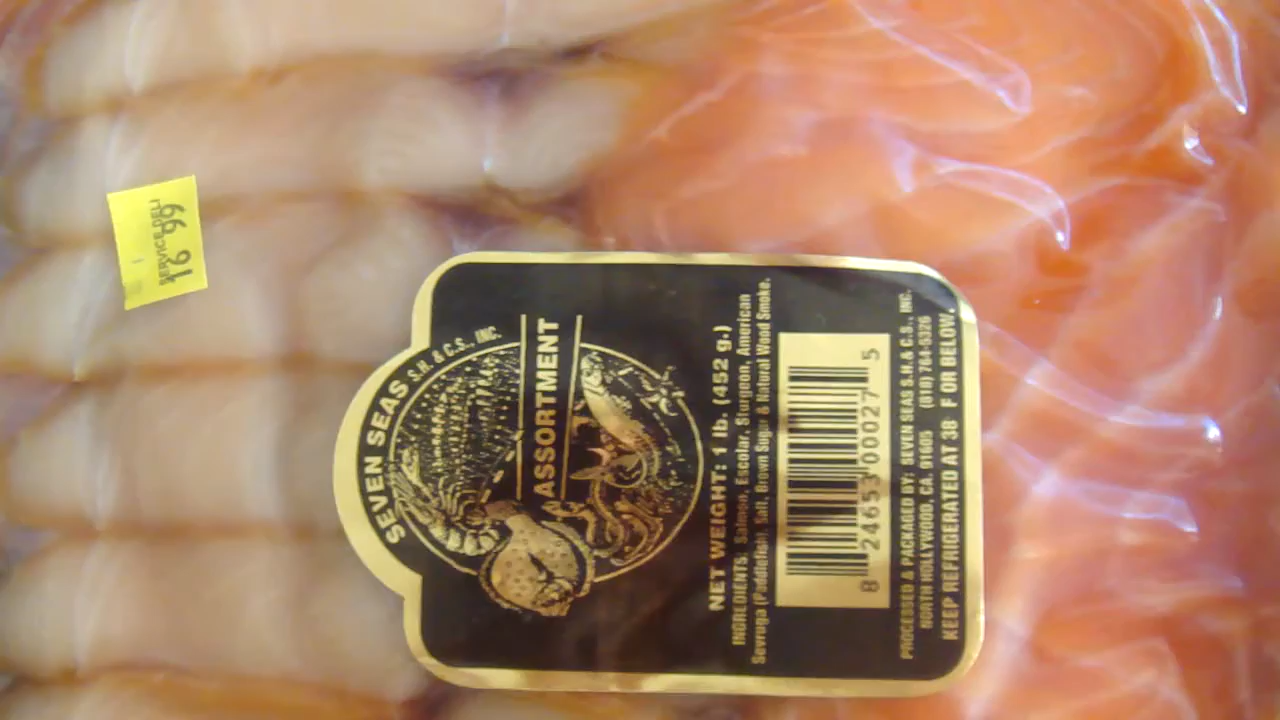 SERVICE DELI
16 99
SEVEN SEAS S.H. & C.S., INC.
ASSORTMENT
NET WEIGHT: 1 lb. (452 g.)
INGREDIENTS: Salmon, Escolar, Sturgeon, American
Sevruga (Paddlefish), Salt, Brown Sugar & Natural Wood Smoke.
8 24653 00027 5
PROCESSED & PACKAGED BY: SEVEN SEAS S.H.& C.S., INC.
NORTH HOLLYWOOD, CA. 91605 (818) 764-5326
KEEP REFRIGERATED AT 38 F OR BELOW.